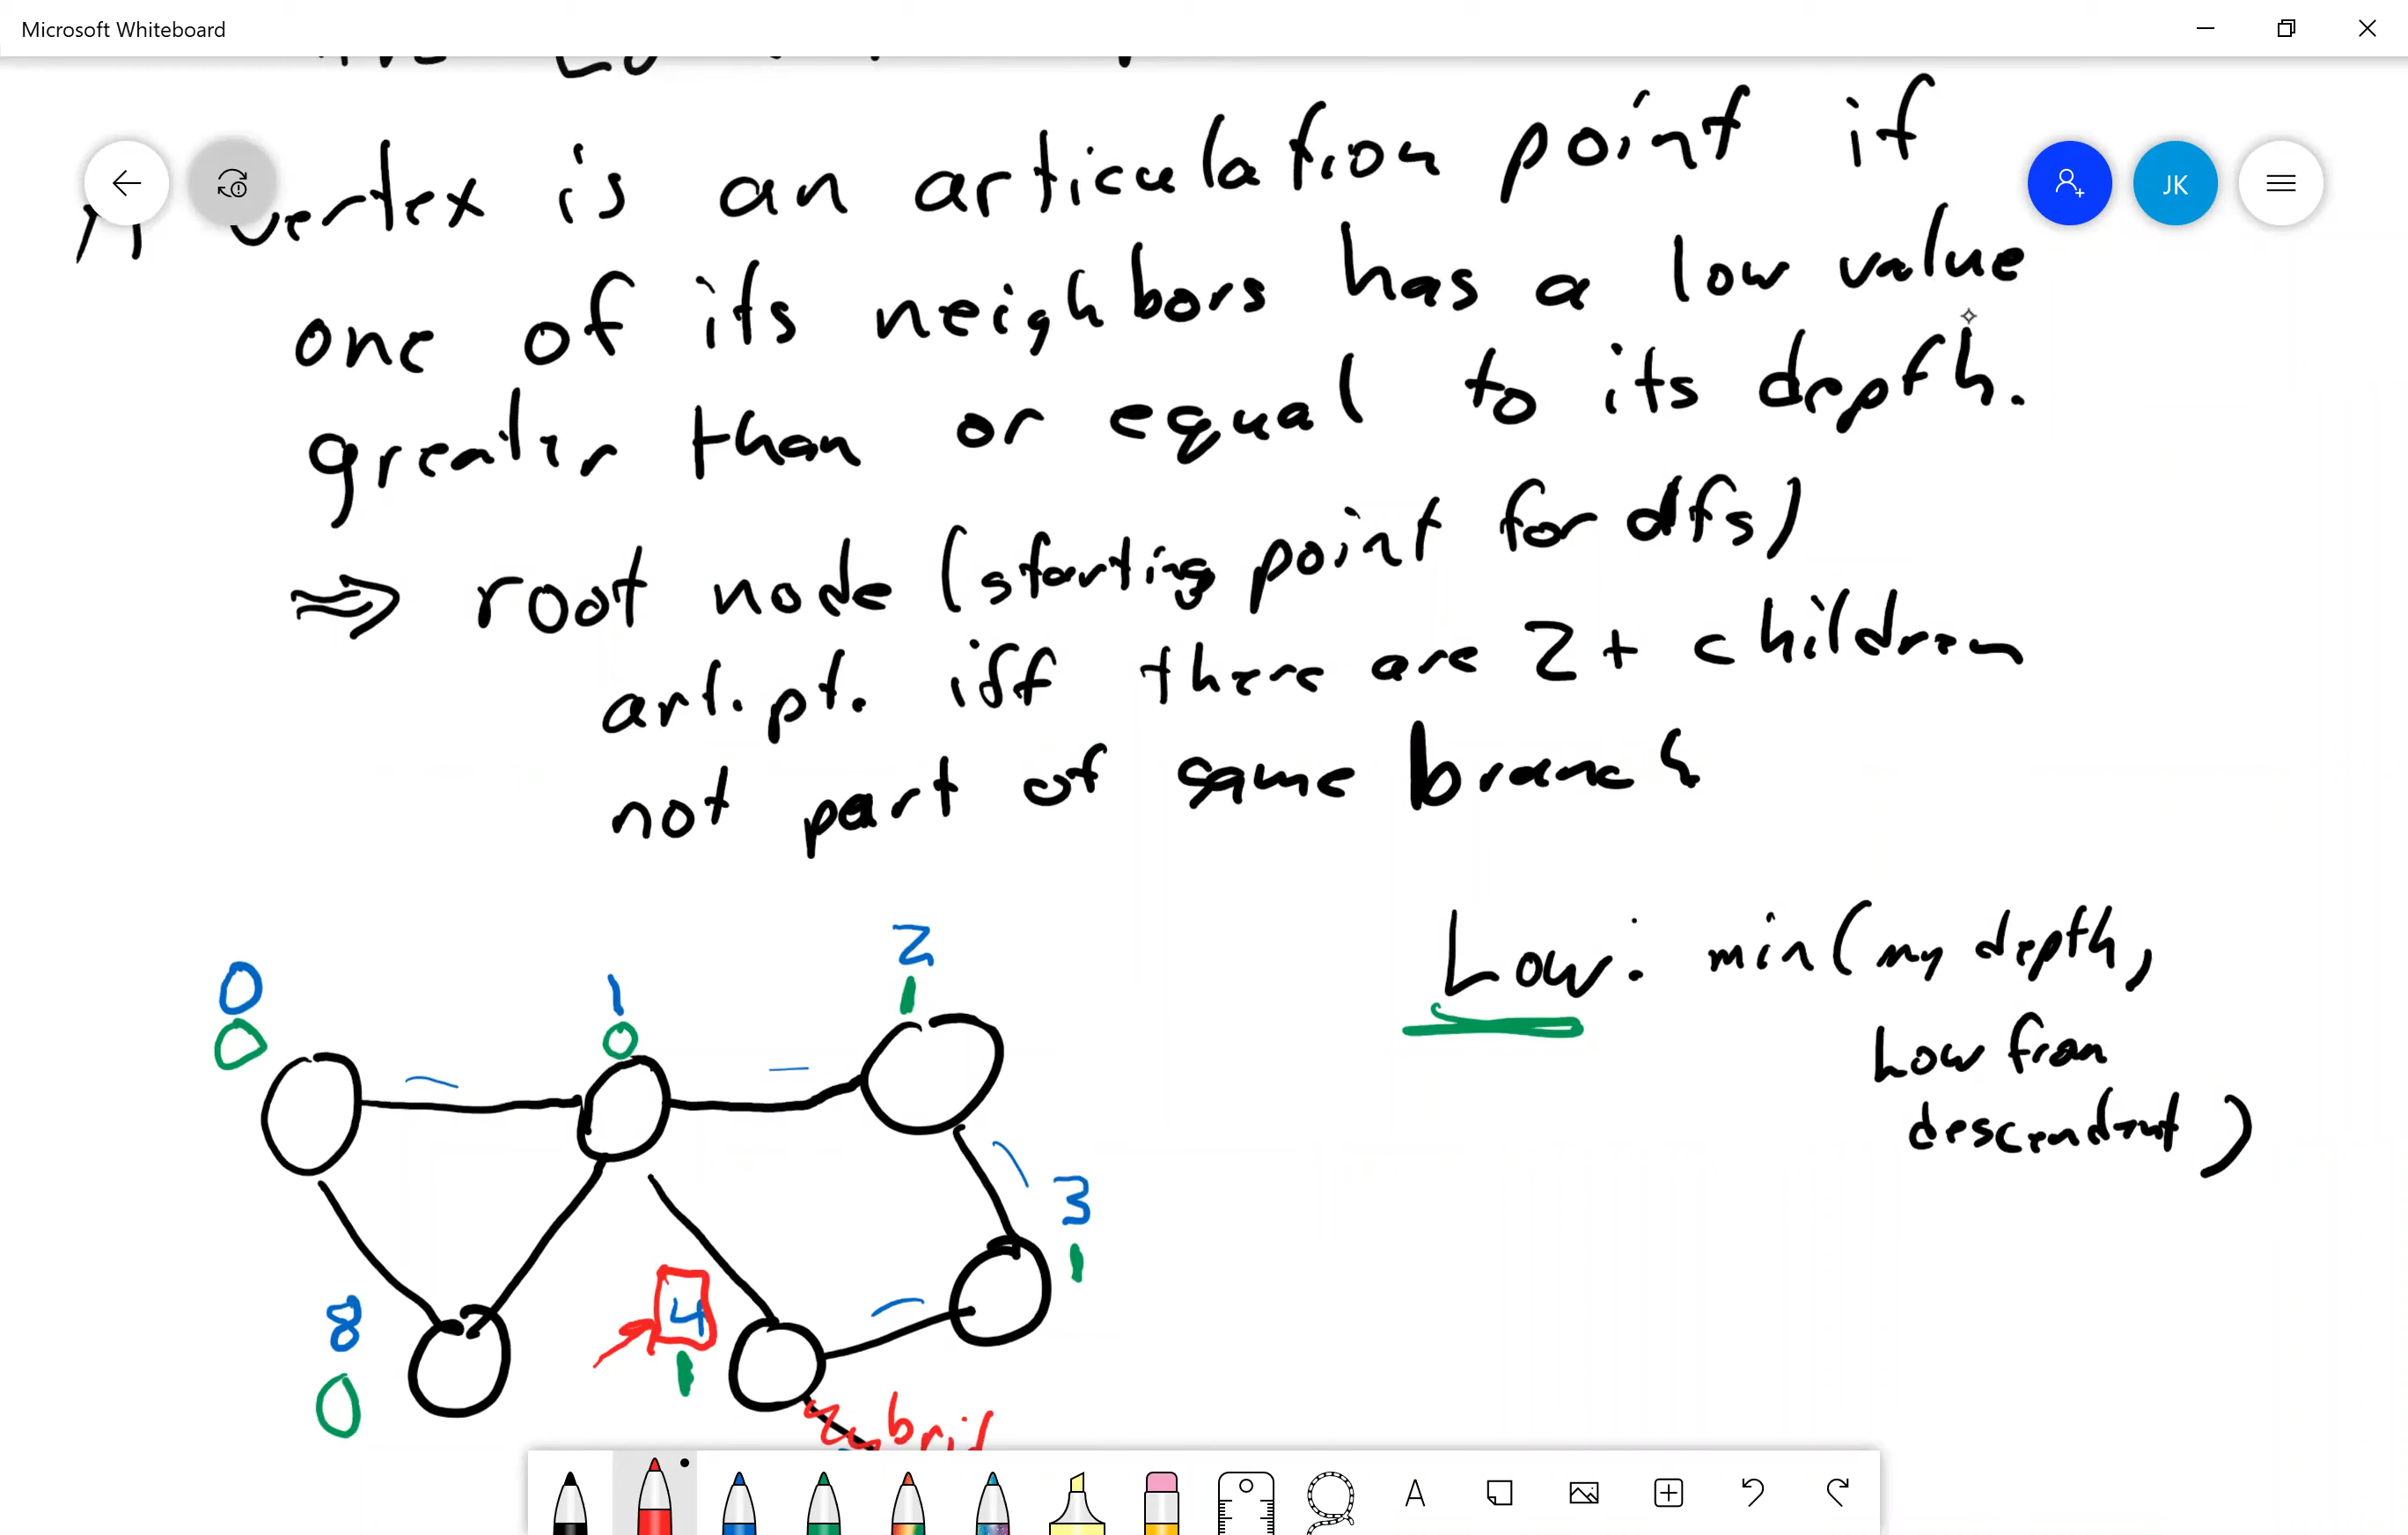 Microsoft Whiteboard
vertex is an articulation point if
JK
one of its neighbors has a low value
greater than or equal to its depth.
⇒ root node (starting point for dfs)
art. pt. iff there are 2+ children
not part of same branch
Low: min(my depth,
Low from
descendant)
0
0
1
0
2
1
3
1
8
0
4
1
A